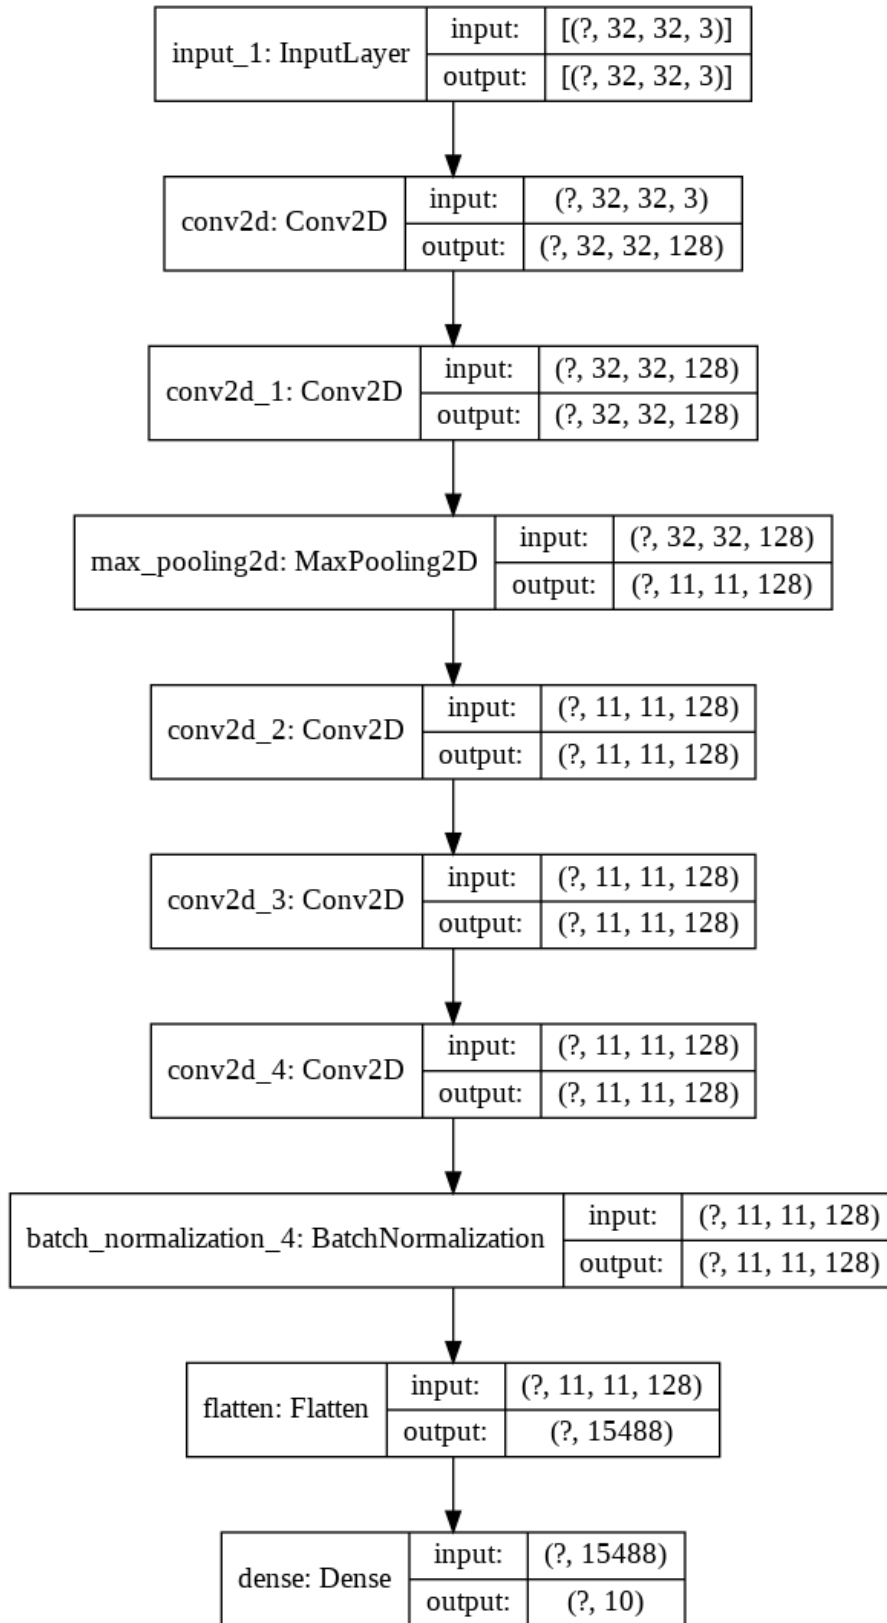 input_1: InputLayer
input: [(?, 32, 32, 3)]
output: [(?, 32, 32, 3)]
conv2d: Conv2D
input: (?, 32, 32, 3)
output: (?, 32, 32, 128)
conv2d_1: Conv2D
input: (?, 32, 32, 128)
output: (?, 32, 32, 128)
max_pooling2d: MaxPooling2D
input: (?, 32, 32, 128)
output: (?, 11, 11, 128)
conv2d_2: Conv2D
input: (?, 11, 11, 128)
output: (?, 11, 11, 128)
conv2d_3: Conv2D
input: (?, 11, 11, 128)
output: (?, 11, 11, 128)
conv2d_4: Conv2D
input: (?, 11, 11, 128)
output: (?, 11, 11, 128)
batch_normalization_4: BatchNormalization
input: (?, 11, 11, 128)
output: (?, 11, 11, 128)
flatten: Flatten
input: (?, 11, 11, 128)
output: (?, 15488)
dense: Dense
input: (?, 15488)
output: (?, 10)